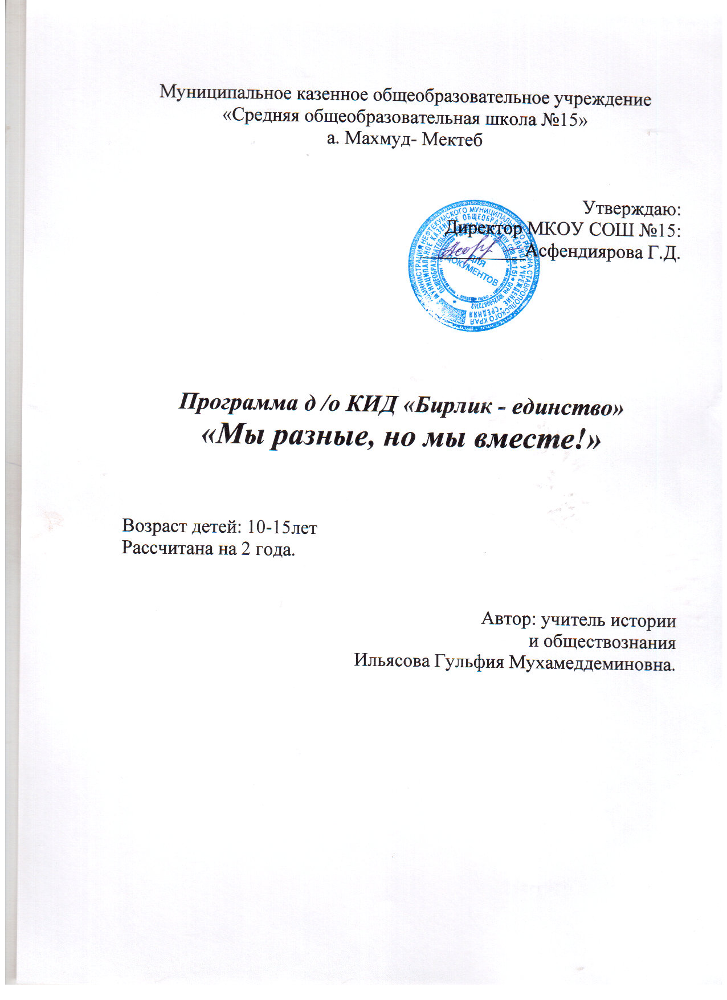 Муниципальное казенное общеобразовательное учреждение
«Средняя общеобразовательная школа №15»
а. Махмуд- Мектеб
Утверждаю:
Директор МКОУ СОШ №15:
Асфендиярова Г.Д.
ДЛЯ
ДОКУМЕНТОВ
Программа д /о КИД «Бирлик - единство»
«Мы разные, но мы вместе!»
Возраст детей: 10-15лет
Рассчитана на 2 года.
Автор: учитель истории
и обществознания
Ильясова Гульфия Мухамеддеминовна.